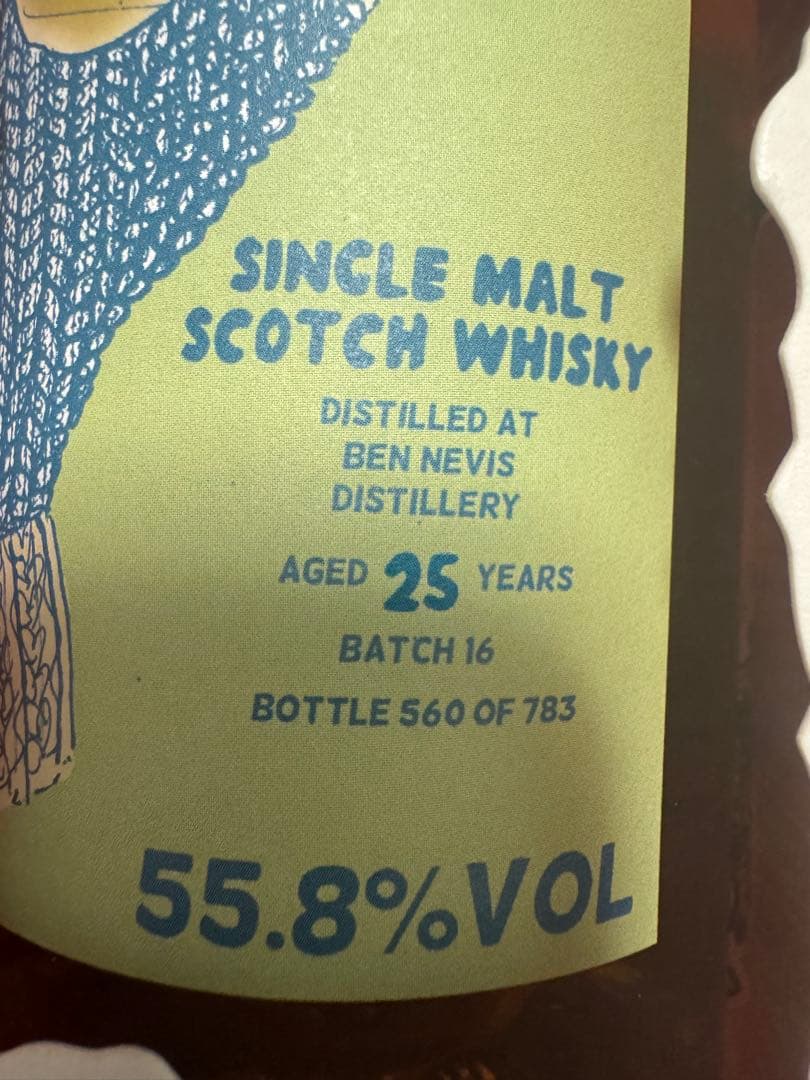 SINGLE MALT
SCOTCH WHISKY
DISTILLED AT
BEN NEVIS
DISTILLERY
AGED 25 YEARS
BATCH 16
BOTTLE 560 OF 783
55.8%VOL